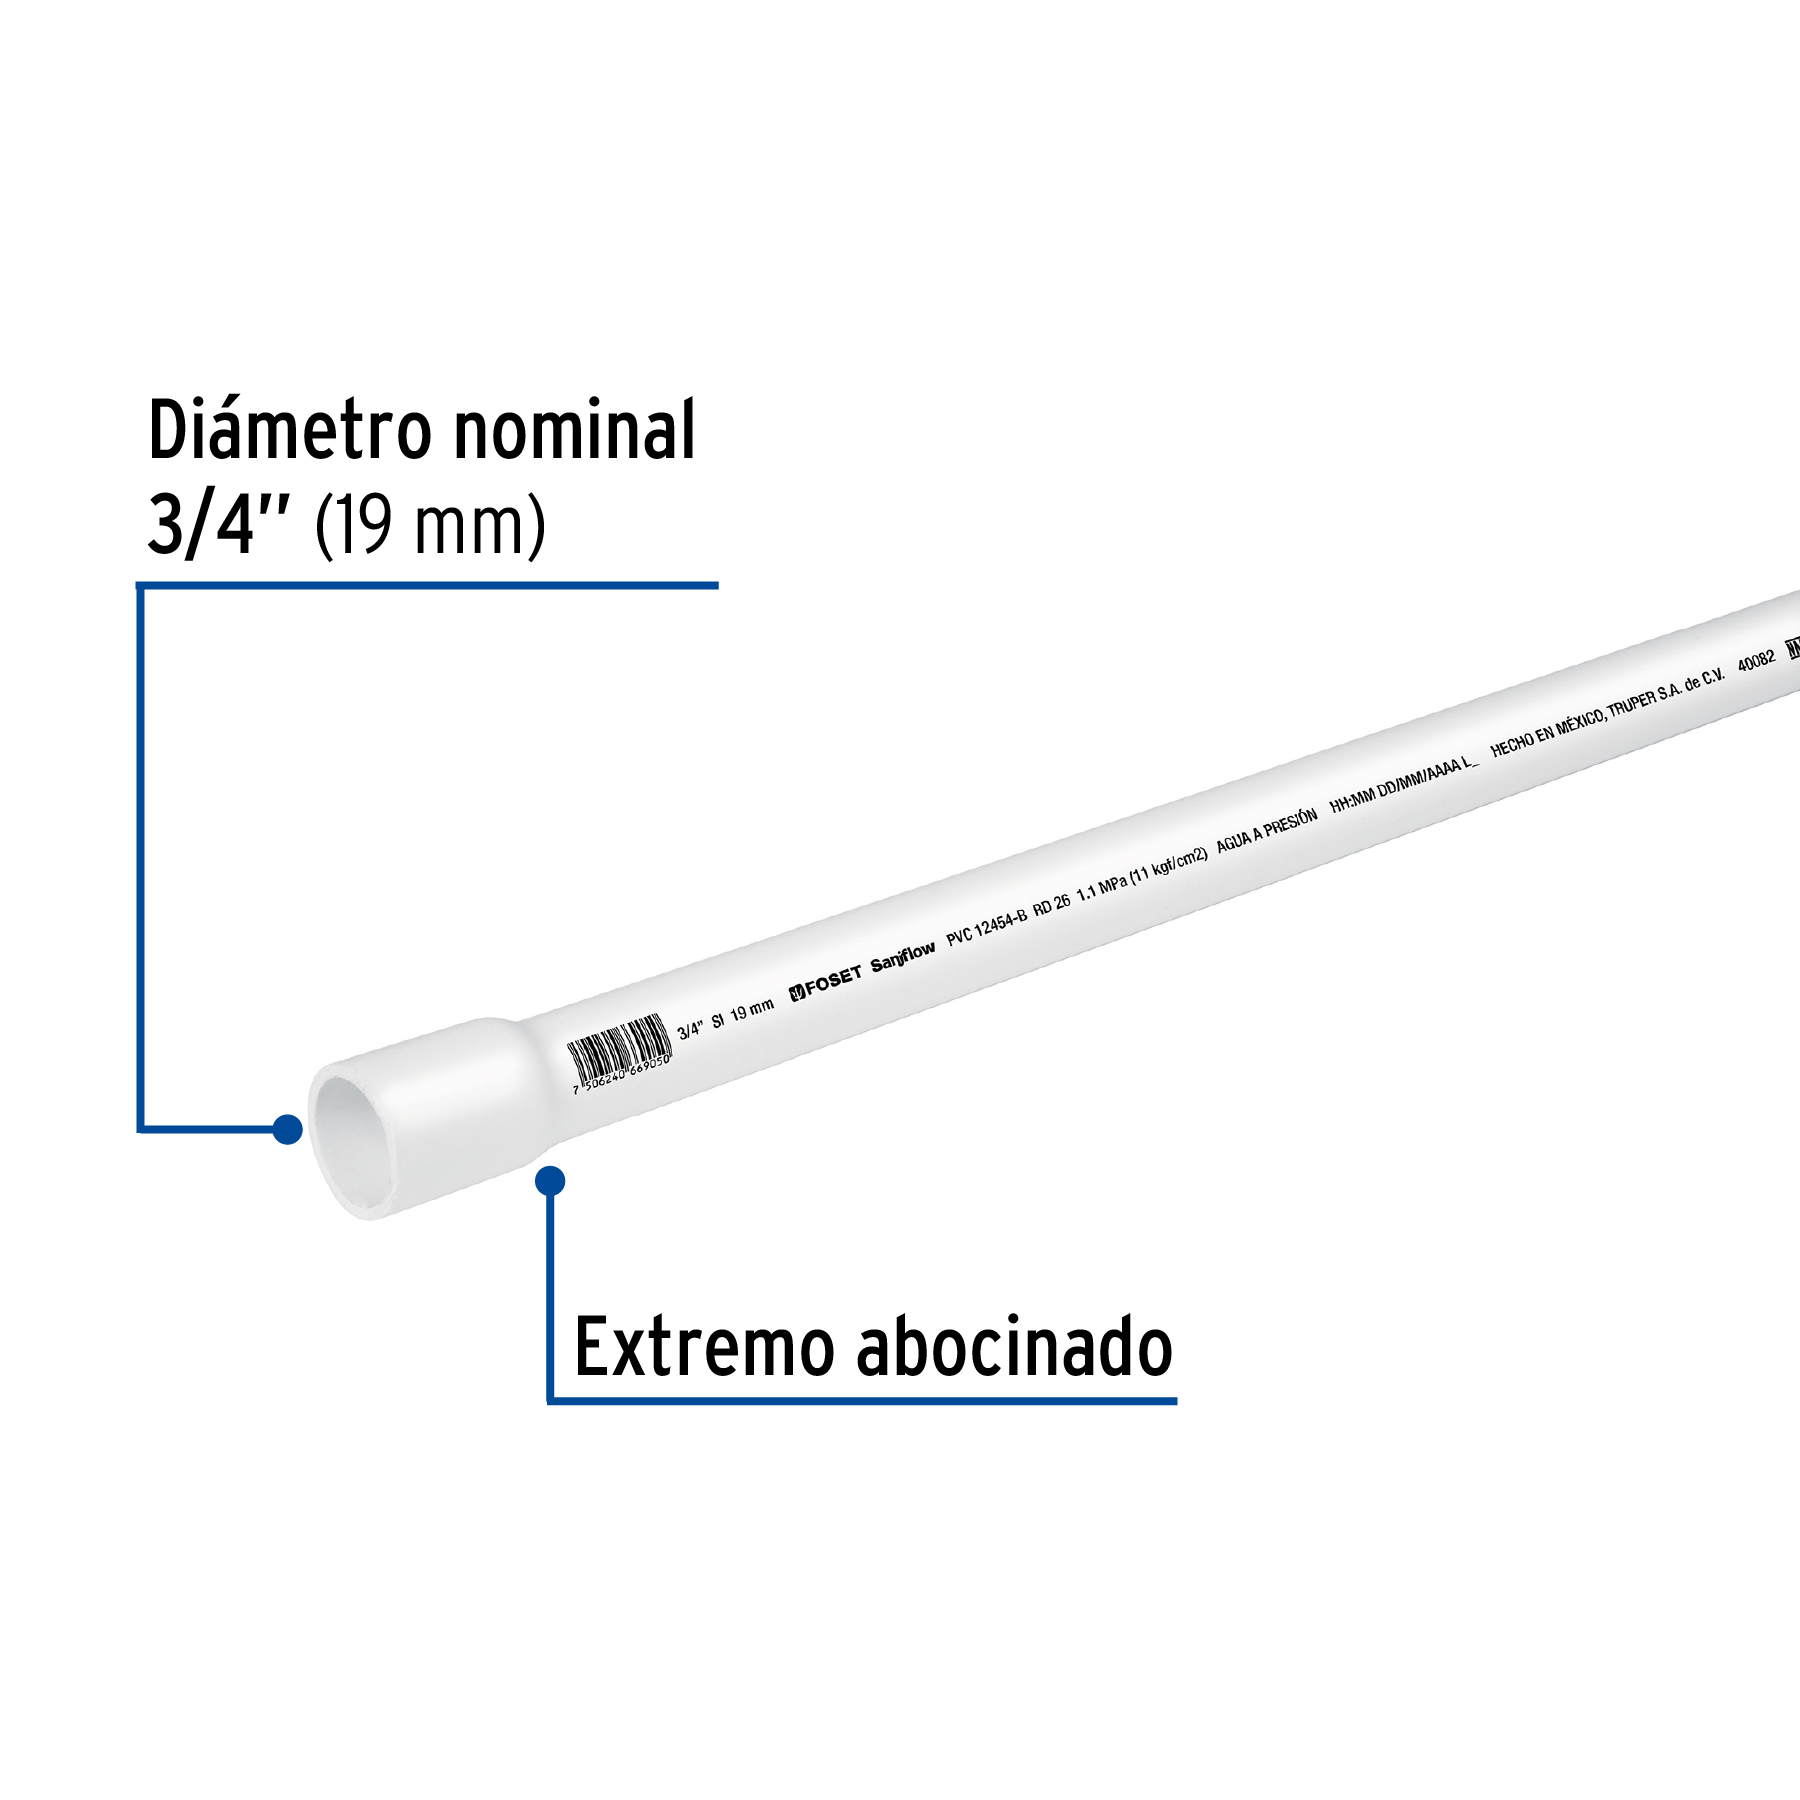 Diámetro nominal
3/4" (19 mm)
7 506240 669050 3/4" SI 19 mm FOSET Saniflow PVC 12454-B RD 26 1.1 MPa (11 kgf/cm2) AGUA A PRESIÓN HH:MM DD/MM/AAAA L_ HECHO EN MÉXICO, TRUPER S.A. de C.V. 40082
Extremo abocinado